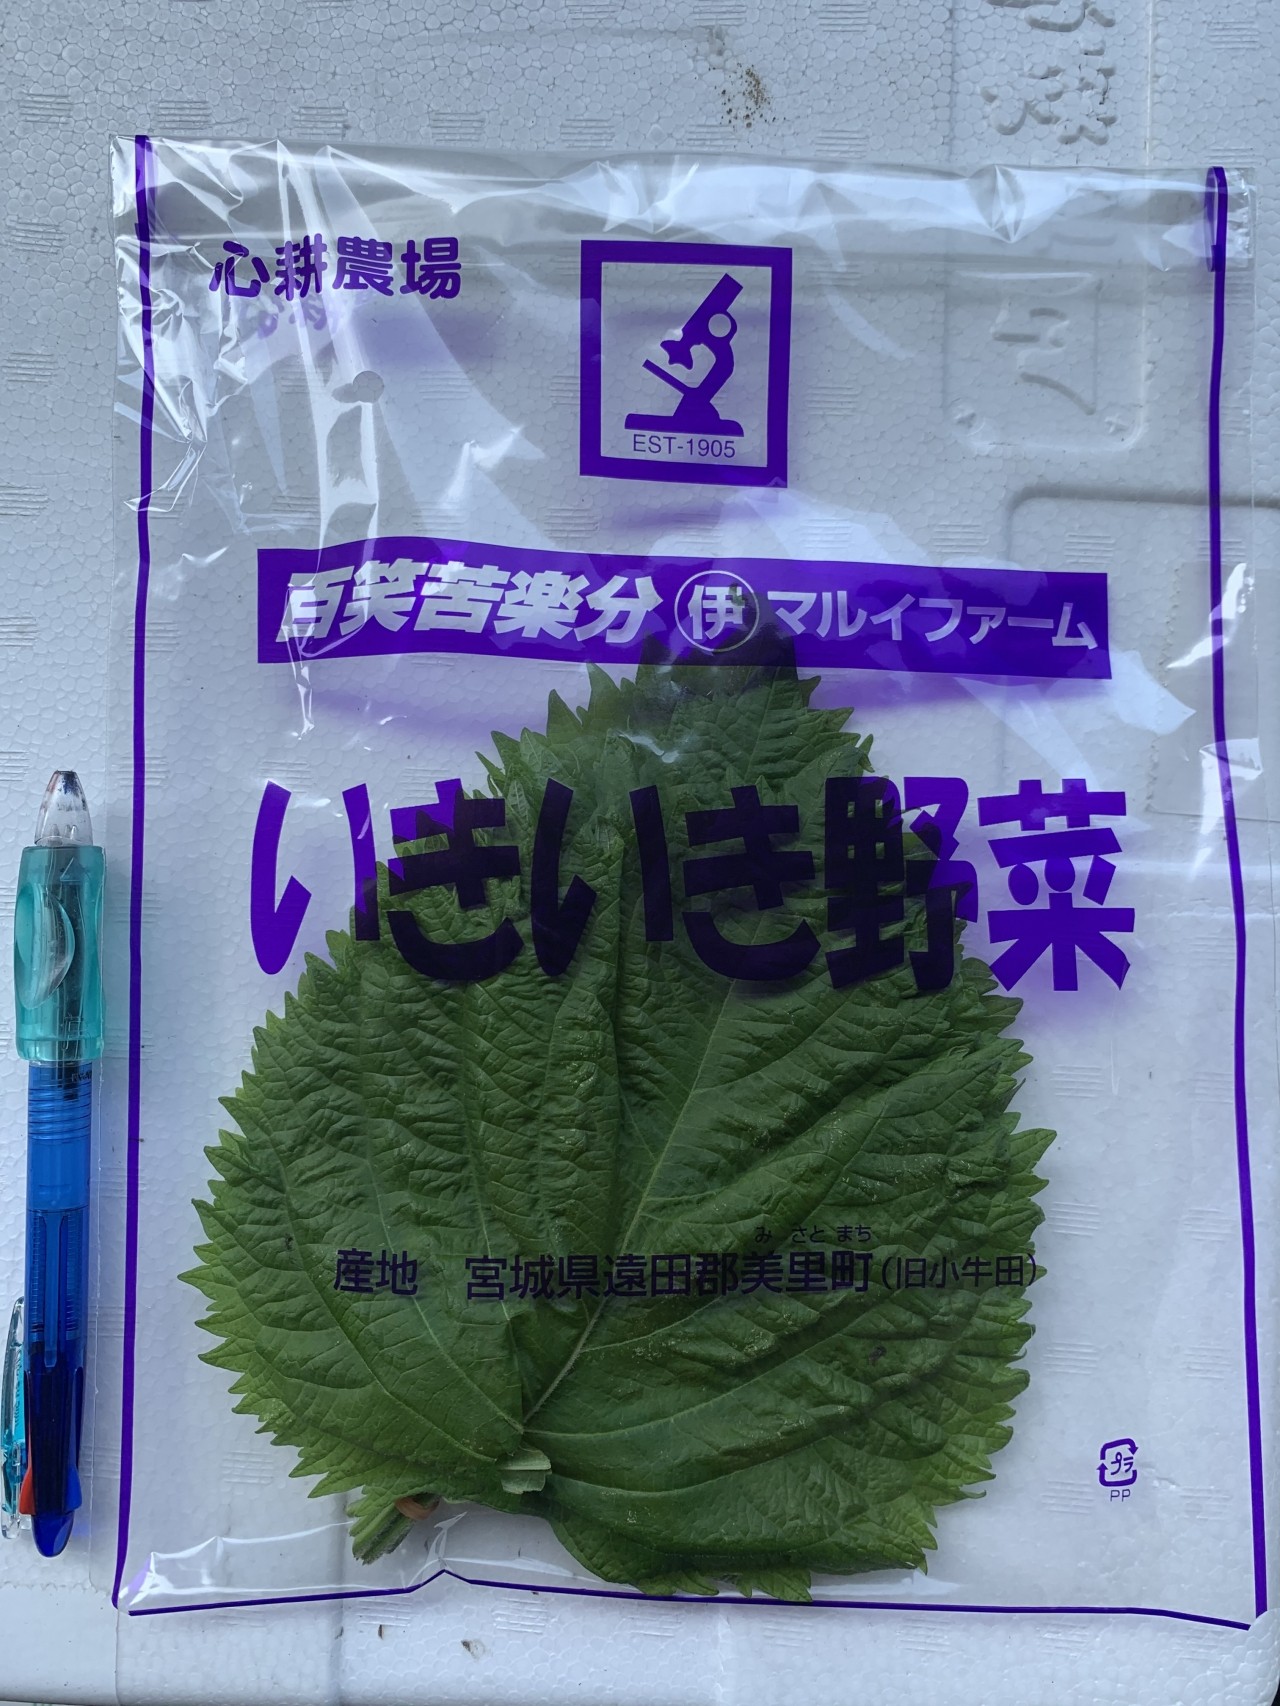 心耕農場
EST-1905
百笑苦楽分 伊 マルイファーム
いきいき野菜
み さと まち
産地 宮城県遠田郡美里町(旧小牛田)
プラ
PP